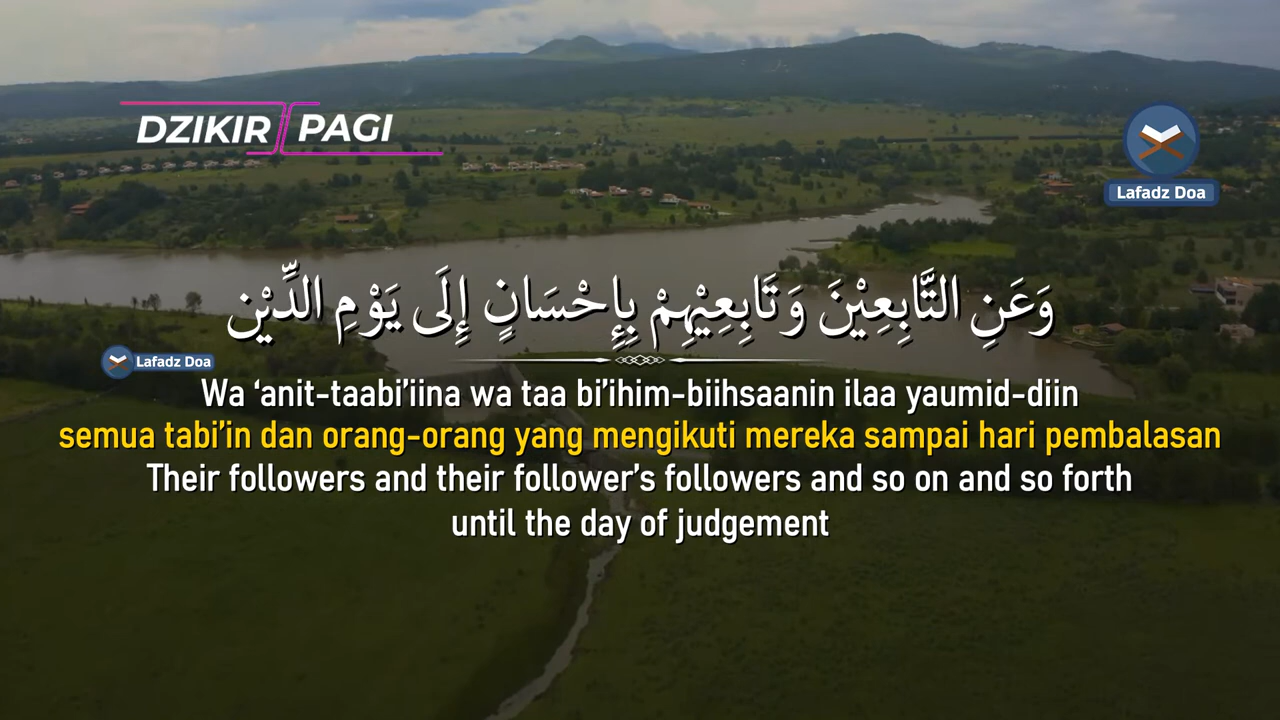 DZIKIR PAGI
Lafadz Doa
وَعَنِ التَّابِعِيْنَ وَتَابِعِيْهِمْ بِإِحْسَانٍ إِلَى يَوْمِ الدِّيْنِ
Lafadz Doa
Wa ‘anit-taabi’iina wa taa bi’ihim-biihsaanin ilaa yaumid-diin
semua tabi’in dan orang-orang yang mengikuti mereka sampai hari pembalasan
Their followers and their follower’s followers and so on and so forth
until the day of judgement